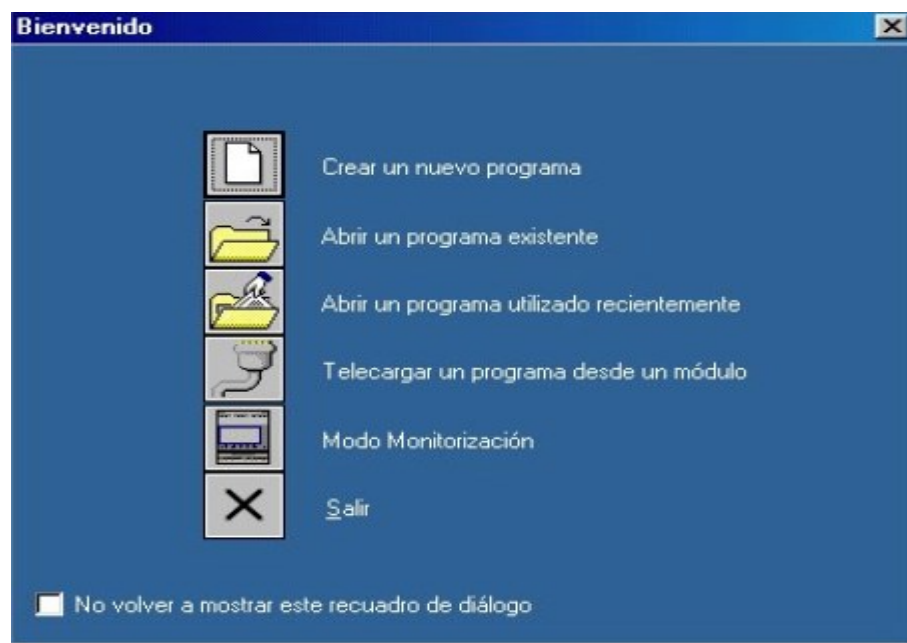 Bienvenido
Crear un nuevo programa
Abrir un programa existente
Abrir un programa utilizado recientemente
Telecargar un programa desde un módulo
Modo Monitorización
Salir
No volver a mostrar este recuadro de diálogo